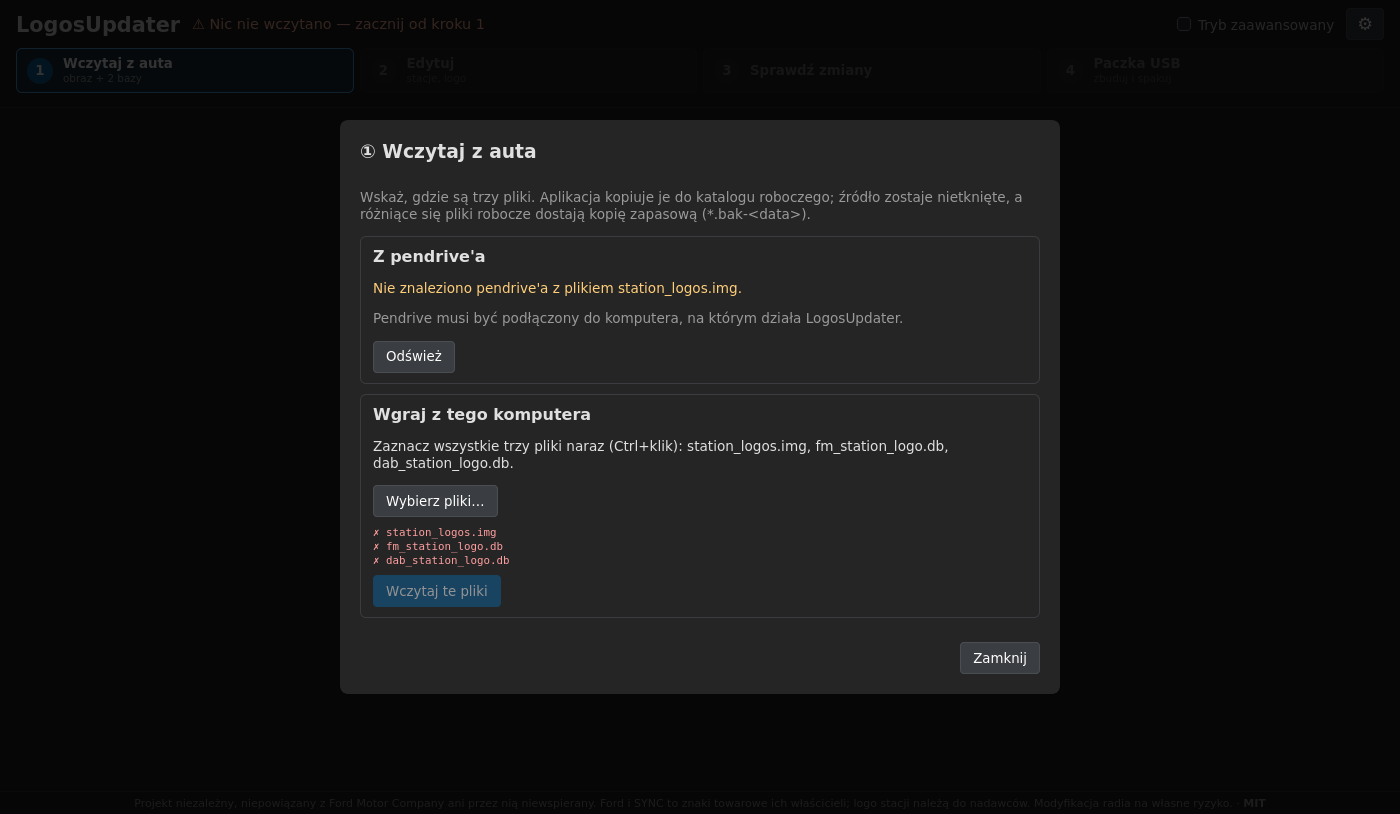 LogosUpdater ⚠ Nic nie wczytano — zacznij od kroku 1
Tryb zaawansowany ⚙
1 Wczytaj z auta
obraz + 2 bazy
2 Edytuj
stacje, logo
3 Sprawdź zmiany
4 Paczka USB
① Wczytaj z auta
Wskaż, gdzie są trzy pliki. Aplikacja kopiuje je do katalogu roboczego; źródło zostaje nietknięte, a
różniące się pliki robocze dostają kopię zapasową (*.bak-<data>).
Z pendrive'a
Nie znaleziono pendrive'a z plikiem station_logos.img.
Pendrive musi być podłączony do komputera, na którym działa LogosUpdater.
Odśwież
Wgraj z tego komputera
Zaznacz wszystkie trzy pliki naraz (Ctrl+klik): station_logos.img, fm_station_logo.db,
dab_station_logo.db.
Wybierz pliki…
✗ station_logos.img
✗ fm_station_logo.db
✗ dab_station_logo.db
Wczytaj te pliki
Zamknij
Projekt niezależny, niepowiązany z Ford Motor Company ani przez nią niewspierany. Ford i SYNC to znaki towarowe ich właścicieli; logo stacji należą do nadawców. Modyfikacja radia na własne ryzyko. · MIT